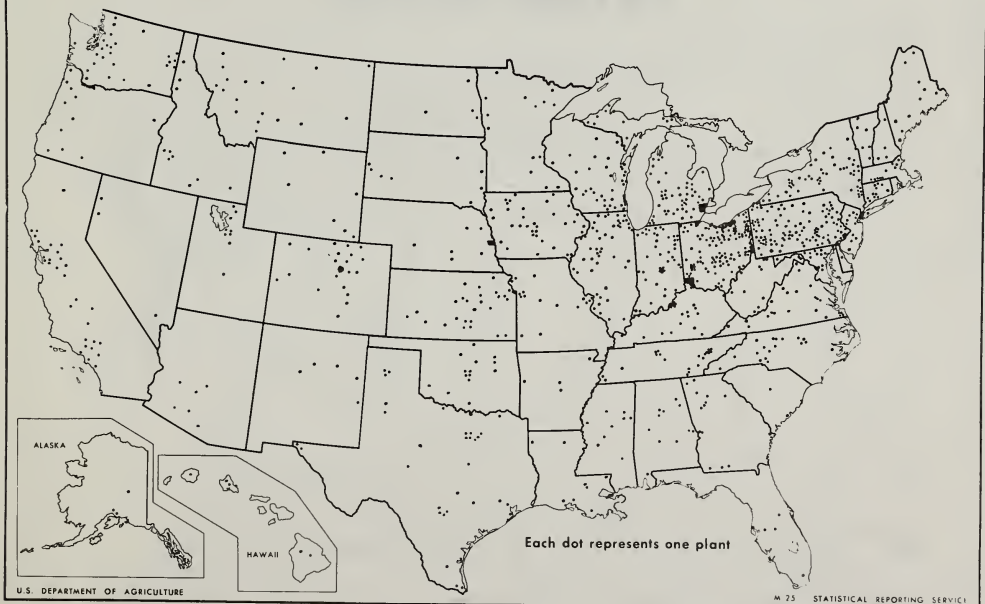 ALASKA
HAWAII
Each dot represents one plant
U.S. DEPARTMENT OF AGRICULTURE
M 25 STATISTICAL REPORTING SERVICE